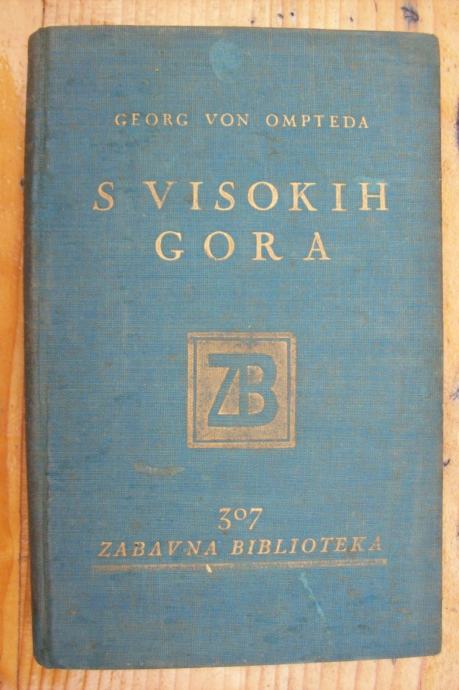 GEORG VON OMPTEDA
S VISOKIH
GORA
ZB
307
ZABAVNA BIBLIOTEKA